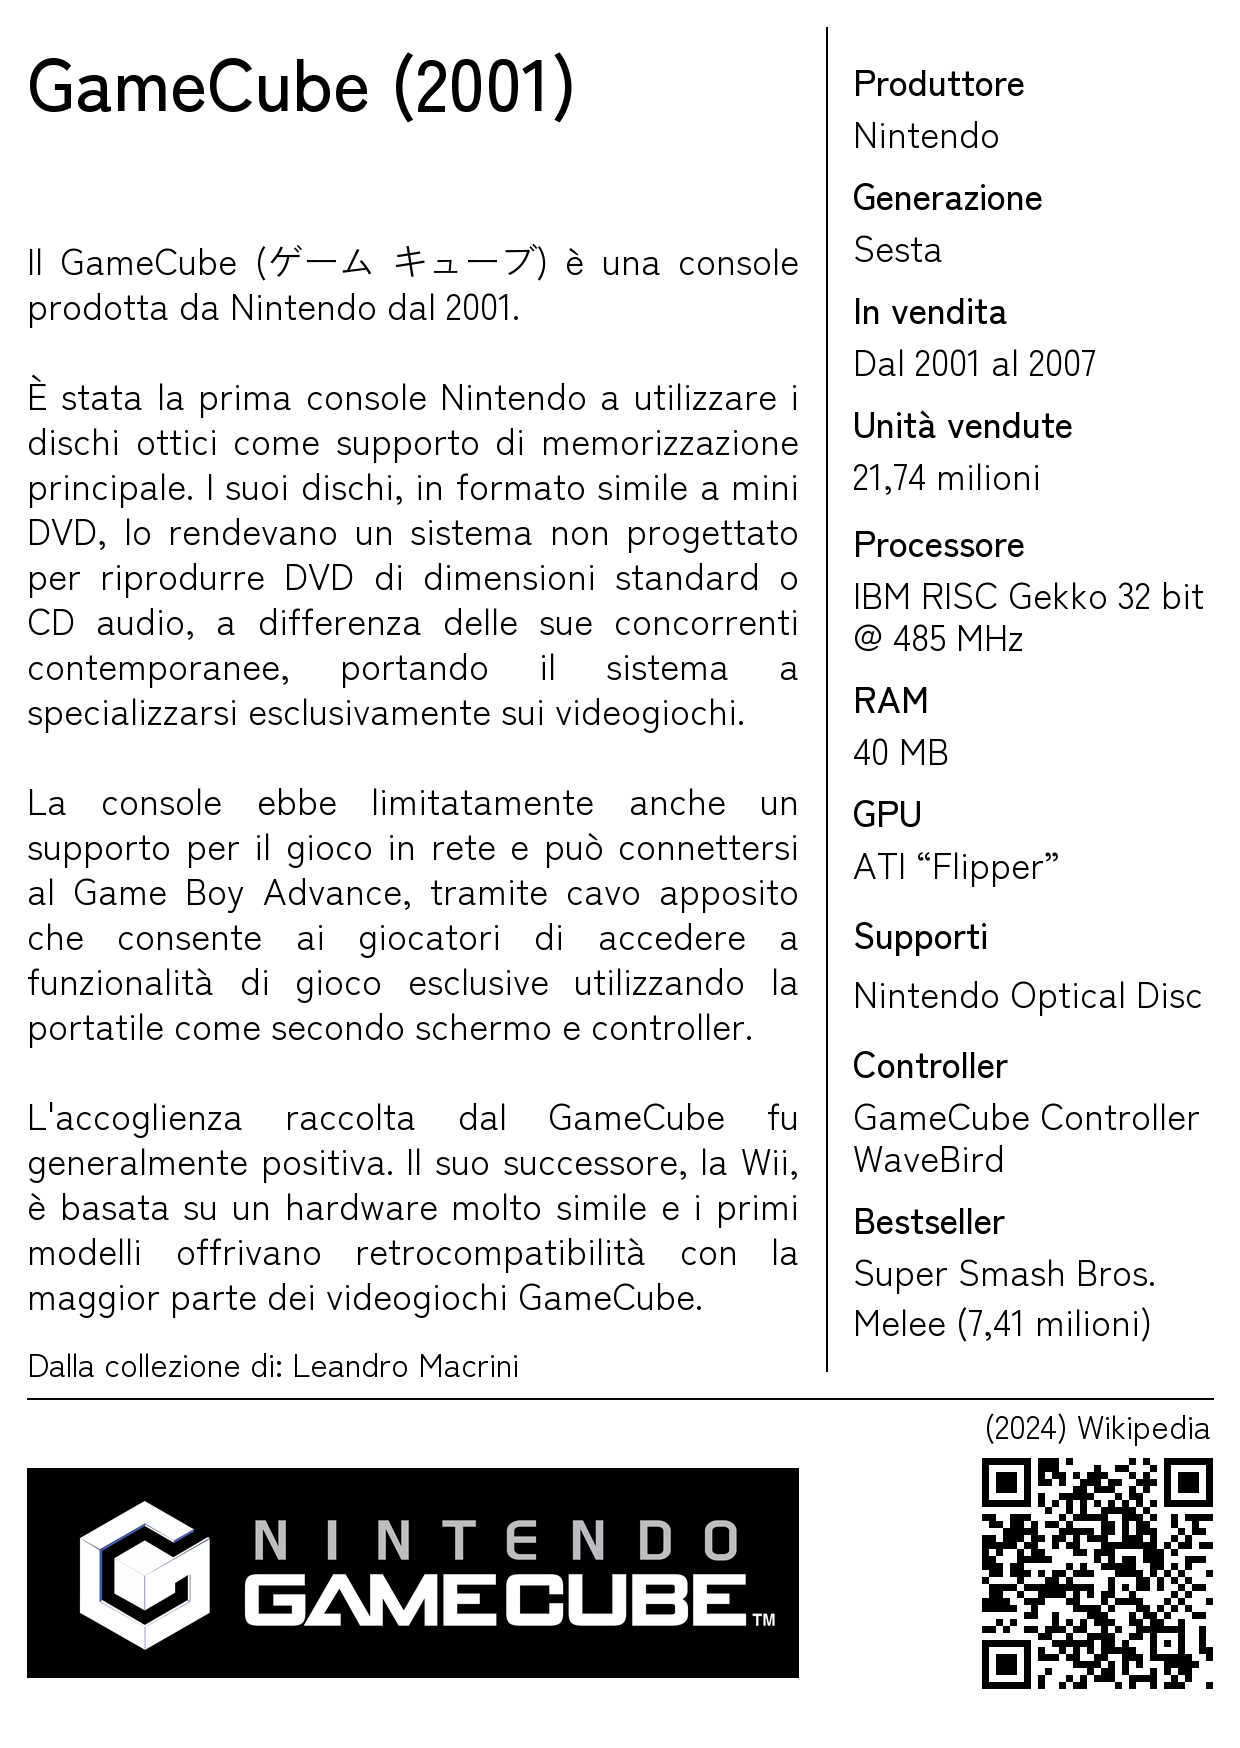 GameCube (2001)
Il GameCube (ゲーム キューブ) è una console
prodotta da Nintendo dal 2001.
È stata la prima console Nintendo a utilizzare i
dischi ottici come supporto di memorizzazione
principale. I suoi dischi, in formato simile a mini
DVD, lo rendevano un sistema non progettato
per riprodurre DVD di dimensioni standard o
CD audio, a differenza delle sue concorrenti
contemporanee, portando il sistema a
specializzarsi esclusivamente sui videogiochi.
La console ebbe limitatamente anche un
supporto per il gioco in rete e può connettersi
al Game Boy Advance, tramite cavo apposito
che consente ai giocatori di accedere a
funzionalità di gioco esclusive utilizzando la
portatile come secondo schermo e controller.
L'accoglienza raccolta dal GameCube fu
generalmente positiva. Il suo successore, la Wii,
è basata su un hardware molto simile e i primi
modelli offrivano retrocompatibilità con la
maggior parte dei videogiochi GameCube.
Dalla collezione di: Leandro Macrini
Produttore
Nintendo
Generazione
Sesta
In vendita
Dal 2001 al 2007
Unità vendute
21,74 milioni
Processore
IBM RISC Gekko 32 bit
@ 485 MHz
RAM
40 MB
GPU
ATI “Flipper”
Supporti
Nintendo Optical Disc
Controller
GameCube Controller
WaveBird
Bestseller
Super Smash Bros.
Melee (7,41 milioni)
(2024) Wikipedia
NINTENDO
GAMECUBE™